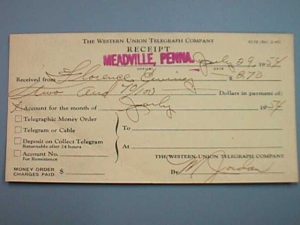 THE WESTERN UNION TELEGRAPH COMPANY
RECEIPT
MEADVILLE, PENNA. July 29, 1954
Received from Florence $ 8.70
Two and 70/100 Dollars in payment of:
Account for the month of July 1954
Telegraphic Money Order
Telegram or Cable To
Deposit on Collect Telegram
Returnable after 24 hours At
Account No.
For Remittance THE WESTERN UNION TELEGRAPH COMPANY
MONEY ORDER
CHARGES PAID $ By M. Jordan